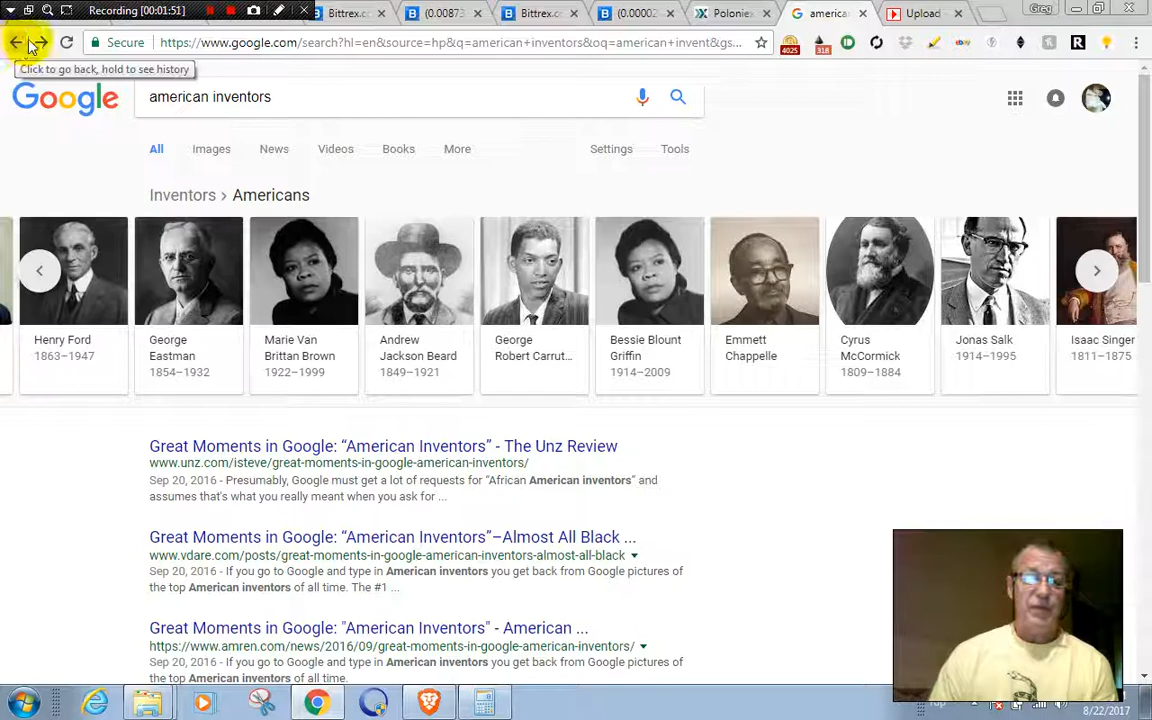 Recording [00:01:51]
Bittrex.c
(0.00873
Bittrex.c
(0.00002
Polonie
american
Upload -
Greg
Secure
https://www.google.com/search?hl=en&source=hp&q=american+inventors&oq=american+invent&gs...
4025
318
ebay
R
Click to go back, hold to see history
Google
american inventors
All
Images
News
Videos
Books
More
Settings
Tools
Inventors › Americans
Henry Ford
1863–1947
George
Eastman
1854–1932
Marie Van
Brittan Brown
1922–1999
Andrew
Jackson Beard
1849–1921
George
Robert Carrut...
Bessie Blount
Griffin
1914–2009
Emmett
Chappelle
Cyrus
McCormick
1809–1884
Jonas Salk
1914–1995
Isaac Singer
1811–1875
Great Moments in Google: “American Inventors” - The Unz Review
www.unz.com/isteve/great-moments-in-google-american-inventors/
Sep 20, 2016 - Presumably, Google must get a lot of requests for “African American inventors” and
assumes that's what you really meant when you ask for ...
Great Moments in Google: “American Inventors”–Almost All Black ...
www.vdare.com/posts/great-moments-in-google-american-inventors-almost-all-black
Sep 20, 2016 - If you go to Google and type in American inventors you get back from Google pictures of
the top American inventors of all time. The #1 ...
Great Moments in Google: "American Inventors" - American ...
https://www.amren.com/news/2016/09/great-moments-in-google-american-inventors/
Sep 20, 2016 - If you go to Google and type in American inventors you get back from Google pictures of
the top American inventors of all time.
8/22/2017